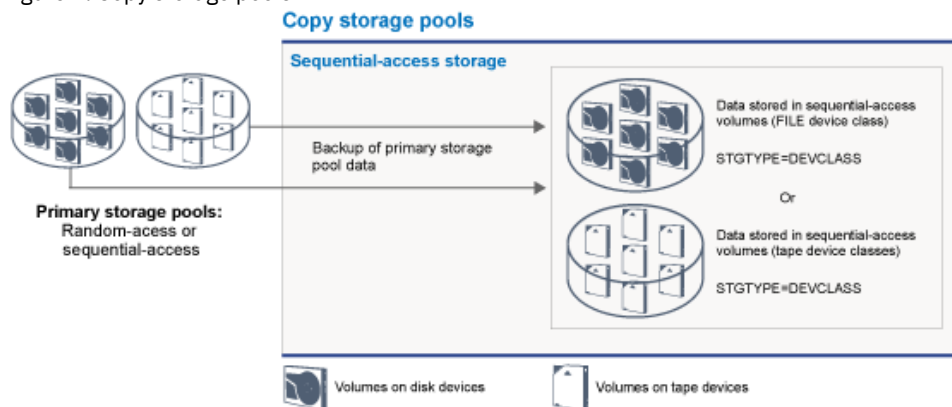 Copy storage pools
Sequential-access storage
Data stored in sequential-access
volumes (FILE device class)
STGTYPE=DEVCLASS
Or
Data stored in sequential-access
volumes (tape device classes)
STGTYPE=DEVCLASS
Backup of primary storage
pool data
Primary storage pools:
Random-acess or
sequential-access
Volumes on disk devices
Volumes on tape devices